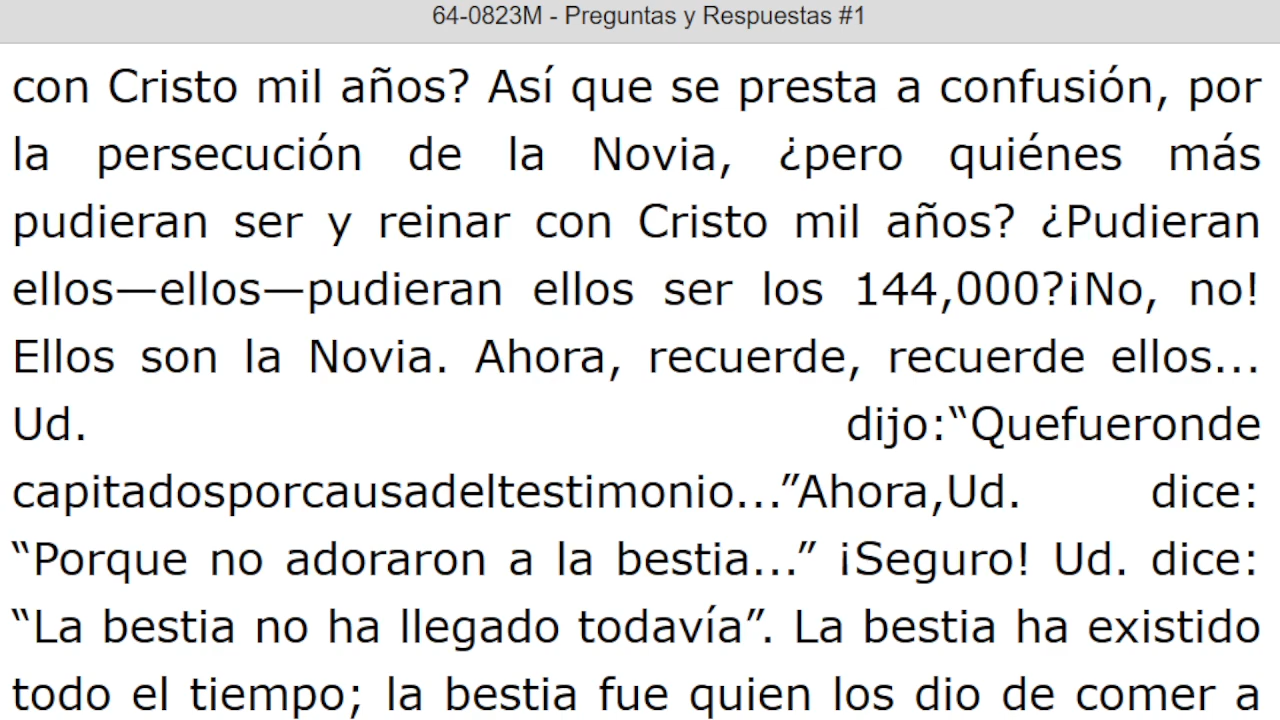 64-0823M - Preguntas y Respuestas #1
con Cristo mil años? Así que se presta a confusión, por
la persecución de la Novia, ¿pero quiénes más
pudieran ser y reinar con Cristo mil años? ¿Pudieran
ellos—ellos—pudieran ellos ser los 144,000?¡No, no!
Ellos son la Novia. Ahora, recuerde, recuerde ellos...
Ud. dijo:“Quefueronde
capitadosporcausadeltestimonio...”Ahora,Ud. dice:
“Porque no adoraron a la bestia...” ¡Seguro! Ud. dice:
“La bestia no ha llegado todavía”. La bestia ha existido
todo el tiempo; la bestia fue quien los dio de comer a